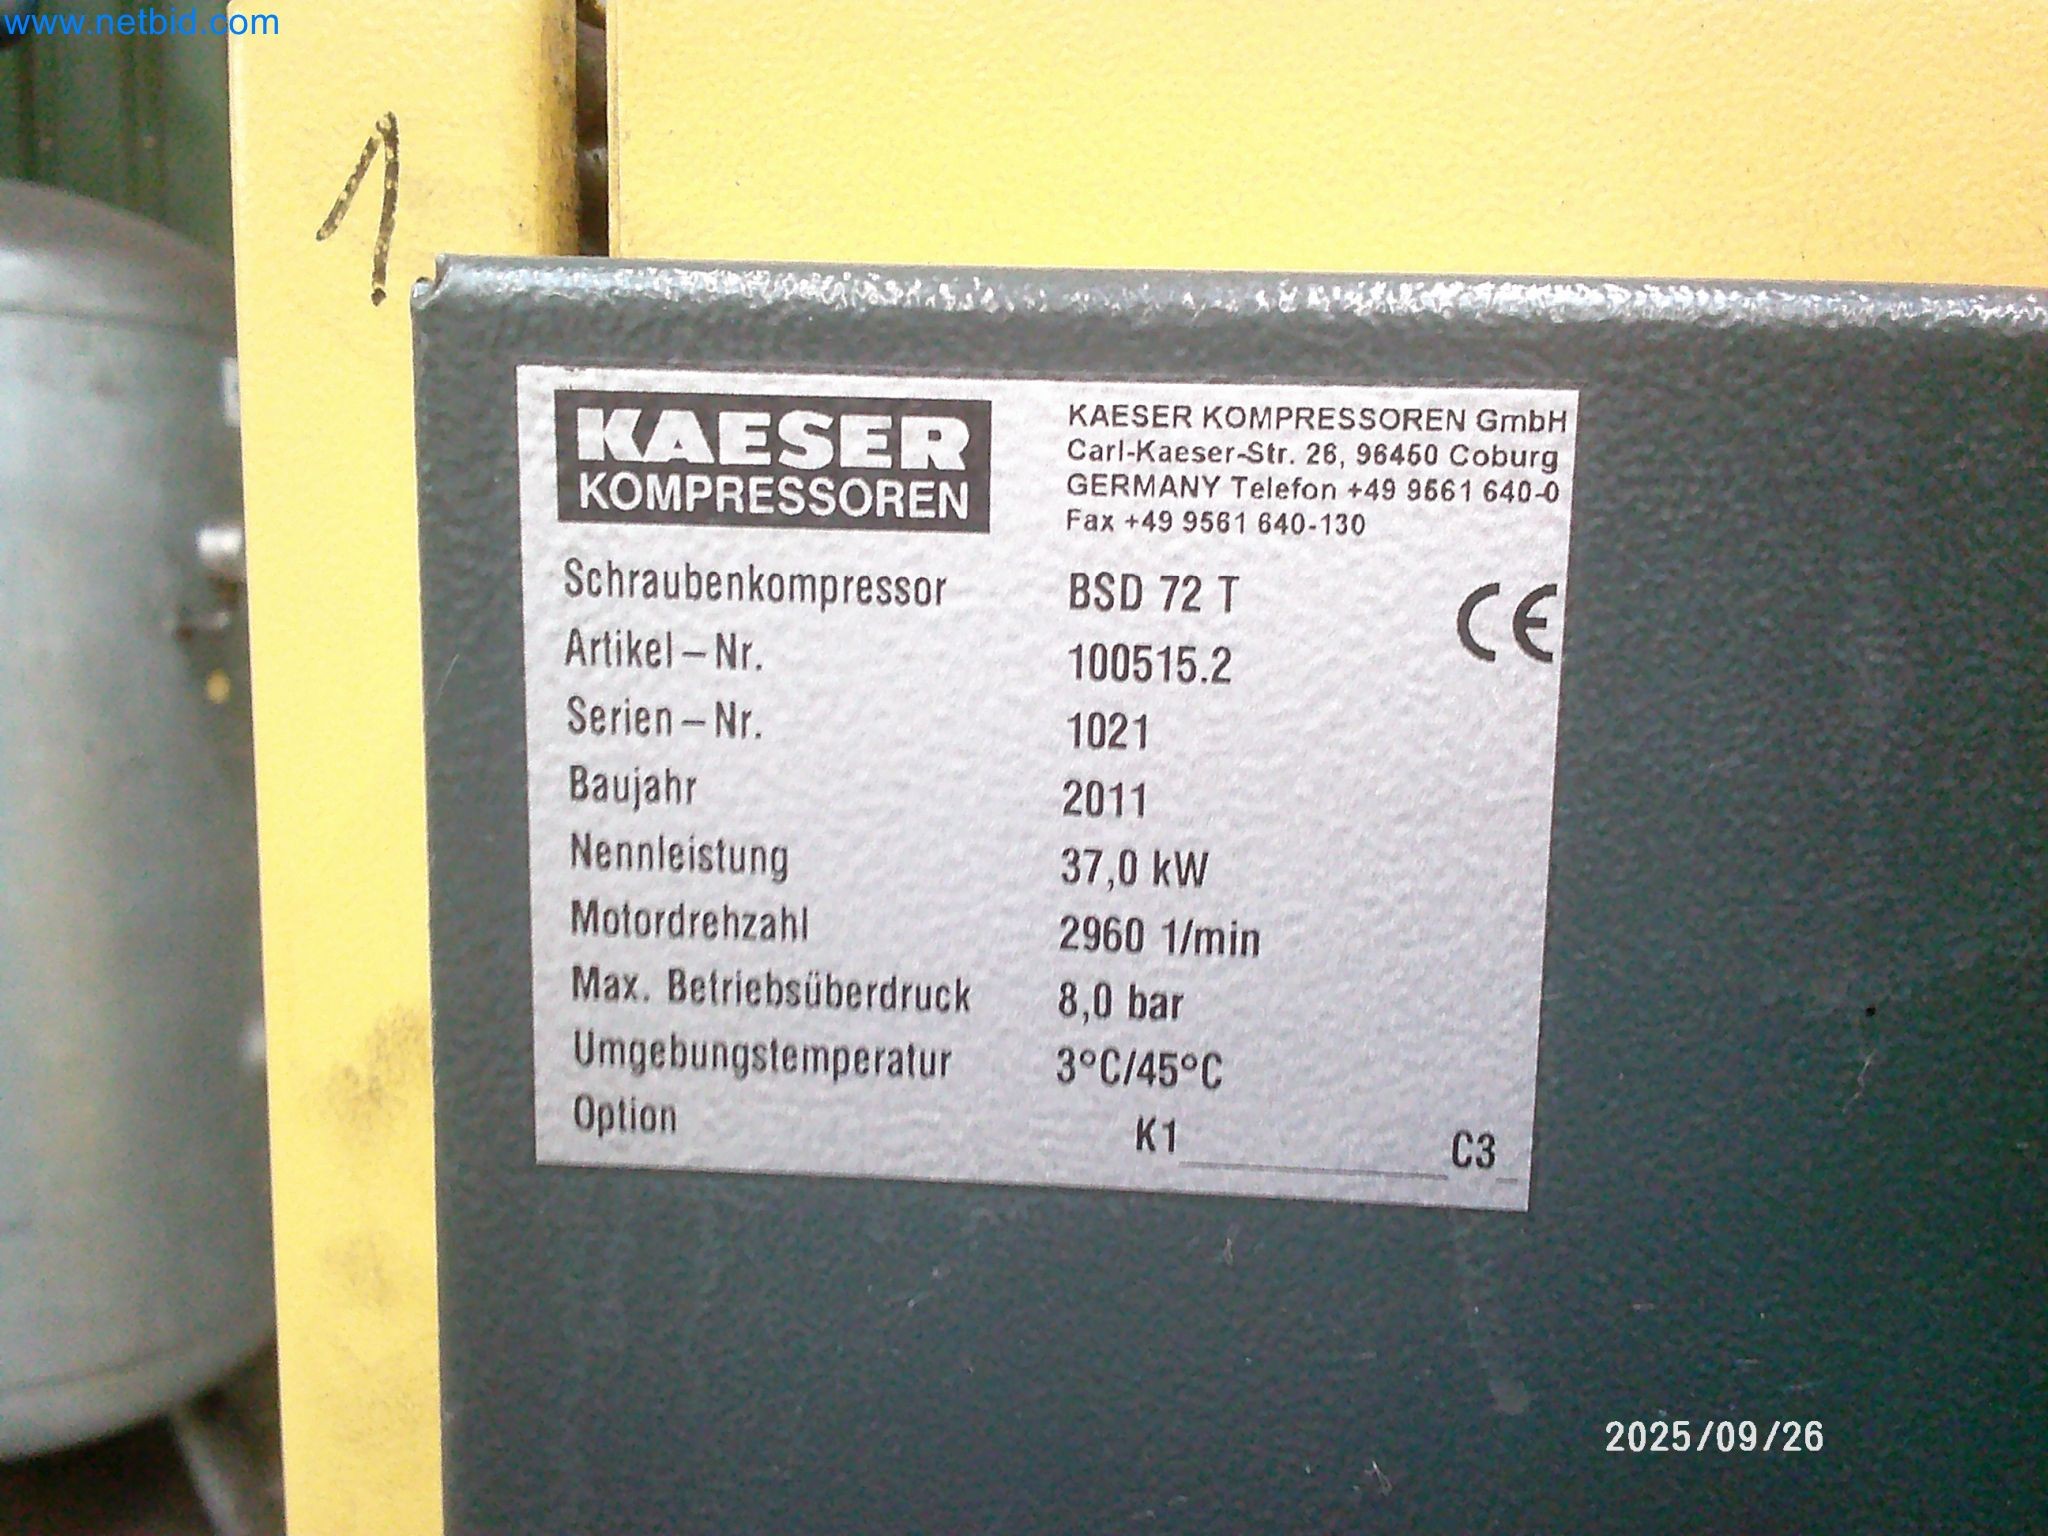 www.netbid.com
1
KAESER
KOMPRESSOREN
KAESER KOMPRESSOREN GmbH
Carl-Kaeser-Str. 26, 96450 Coburg
GERMANY Telefon +49 9561 640-0
Fax +49 9561 640-130
CE
Schraubenkompressor BSD 72 T
Artikel-Nr. 100515.2
Serien-Nr. 1021
Baujahr 2011
Nennleistung 37,0 kW
Motordrehzahl 2960 1/min
Max. Betriebsüberdruck 8,0 bar
Umgebungstemperatur 3°C/45°C
Option K1__________C3_
2025/09/26